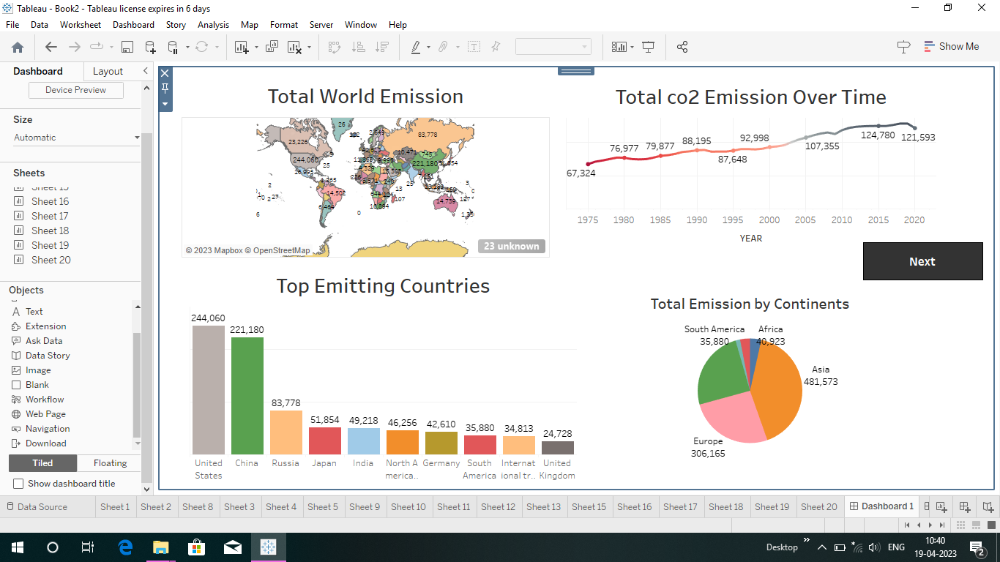 Tableau - Book2 - Tableau license expires in 6 days
File Data Worksheet Dashboard Story Analysis Map Format Server Window Help
Show Me
Dashboard Layout
Device Preview
Size
Automatic
Sheets
Sheet 15
Sheet 16
Sheet 17
Sheet 18
Sheet 19
Sheet 20
Objects
Text
Extension
Ask Data
Data Story
Image
Blank
Workflow
Web Page
Navigation
Download
Tiled Floating
Show dashboard title
Total World Emission
26
83,778
23,226
244,060
221,180
25
16,995
14,502
14,739
6,464
13
107
0
6
© 2023 Mapbox © OpenStreetMap
23 unknown
Total co2 Emission Over Time
67,324 76,977 79,877 88,195 87,648 92,998 107,355 124,780 121,593
1975 1980 1985 1990 1995 2000 2005 2010 2015 2020
YEAR
Next
Top Emitting Countries
244,060 221,180 83,778 51,854 49,218 46,256 42,610 35,880 34,813 24,728
United China Russia Japan India North A Germany South Internat United
States merica.. America ional tr.. Kingdom
Total Emission by Continents
South America
35,880
Africa
40,923
Asia
481,573
Europe
306,165
Data Source Sheet 1 Sheet 2 Sheet 8 Sheet 3 Sheet 4 Sheet 5 Sheet 9 Sheet 10 Sheet 11 Sheet 12 Sheet 13 Sheet 15 Sheet 16 Sheet 17 Sheet 18 Sheet 19 Sheet 20 Dashboard 1
Desktop
ENG
10:40
19-04-2023
2